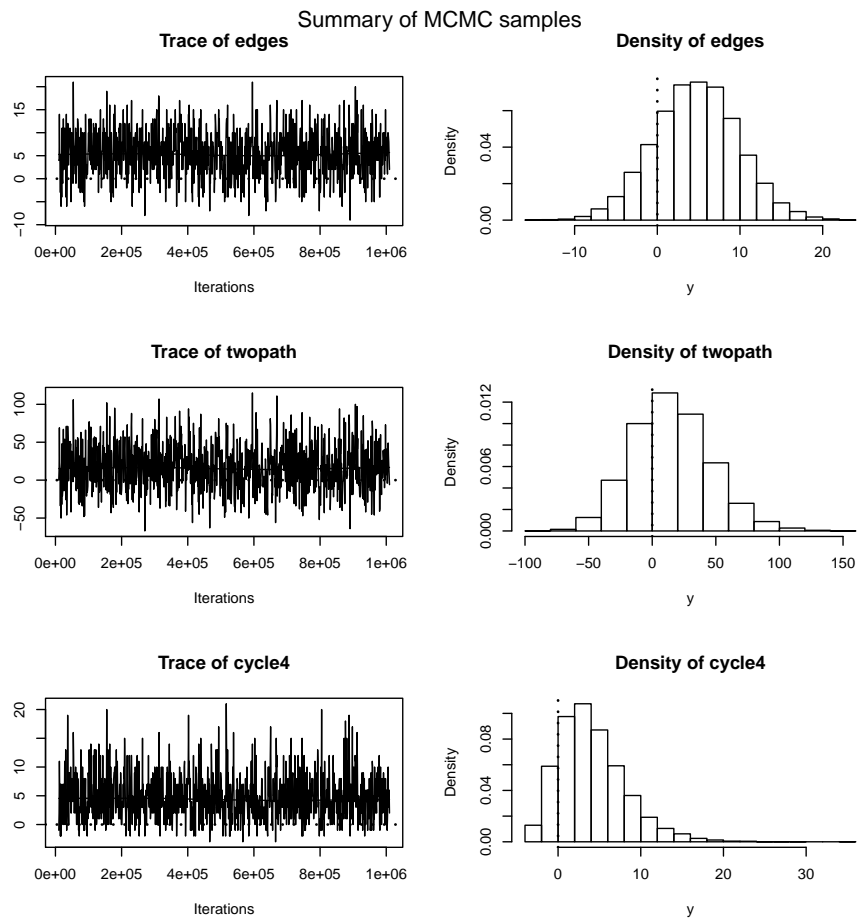 Summary of MCMC samples
Trace of edges
−10 0 5 15
0e+00 2e+05 4e+05 6e+05 8e+05 1e+06
Iterations
Density of edges
Density
0.00 0.04
−10 0 10 20
y
Trace of twopath
−50 0 50 100
0e+00 2e+05 4e+05 6e+05 8e+05 1e+06
Iterations
Density of twopath
Density
0.000 0.006 0.012
−100 −50 0 50 100 150
y
Trace of cycle4
0 5 10 20
0e+00 2e+05 4e+05 6e+05 8e+05 1e+06
Iterations
Density of cycle4
Density
0.00 0.04 0.08
0 10 20 30
y